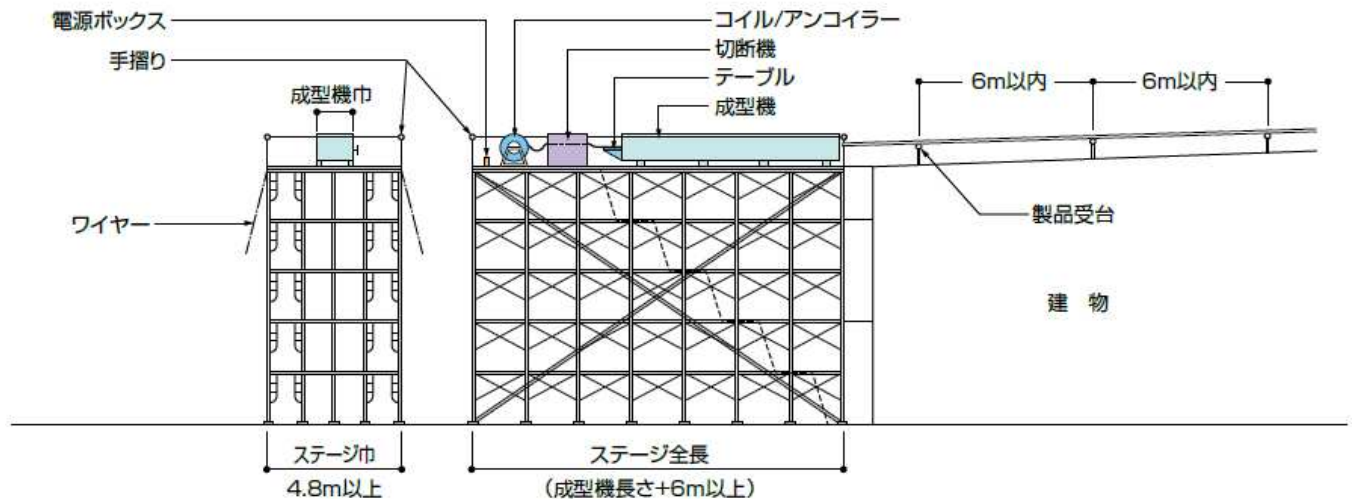 電源ボックス
手摺り
成型機巾
コイル/アンコイラー
切断機
テーブル
成型機
6m以内
6m以内
ワイヤー
製品受台
建 物
ステージ巾
4.8m以上
ステージ全長
(成型機長さ+6m以上)